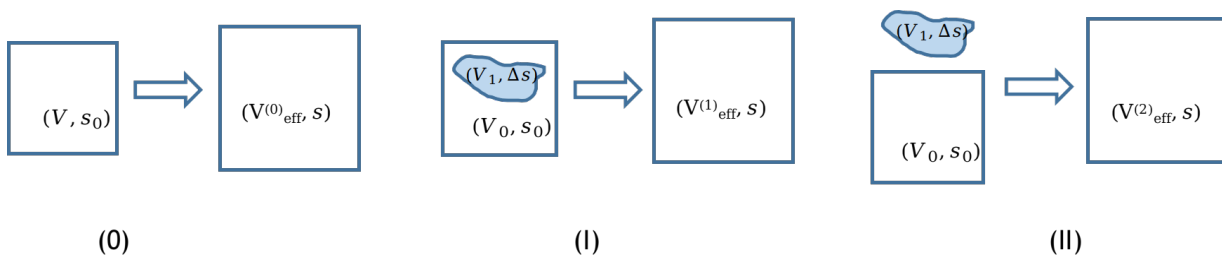 (V₁, Δs)
(V, s₀)
(V⁽⁰⁾eff, s)
(V₁, Δs)
(V₀, s₀)
(V⁽¹⁾eff, s)
(V₀, s₀)
(V⁽²⁾eff, s)
(0)
(I)
(II)